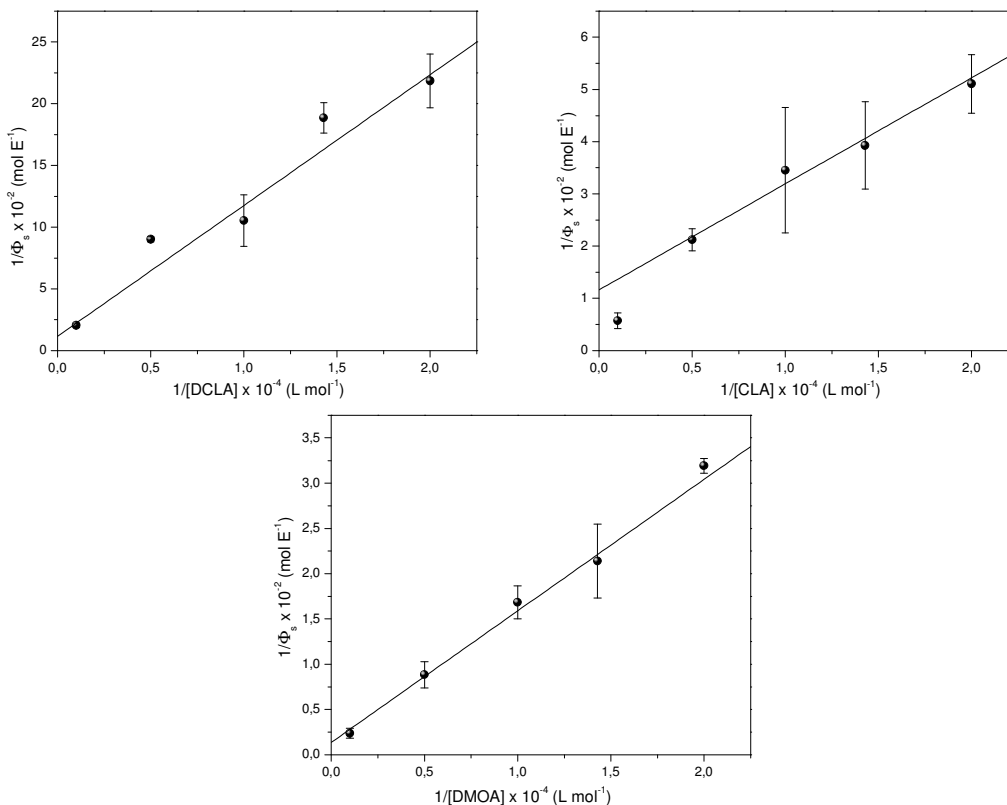 25
20
15
10
5
0
0,0 0,5 1,0 1,5 2,0
1/Φs x 10-2 (mol E-1)
1/[DCLA] x 10-4 (L mol-1)
6
5
4
3
2
1
0
0,0 0,5 1,0 1,5 2,0
1/Φs x 10-2 (mol E-1)
1/[CLA] x 10-4 (L mol-1)
3,5
3,0
2,5
2,0
1,5
1,0
0,5
0,0
0,0 0,5 1,0 1,5 2,0
1/Φs x 10-2 (mol E-1)
1/[DMOA] x 10-4 (L mol-1)